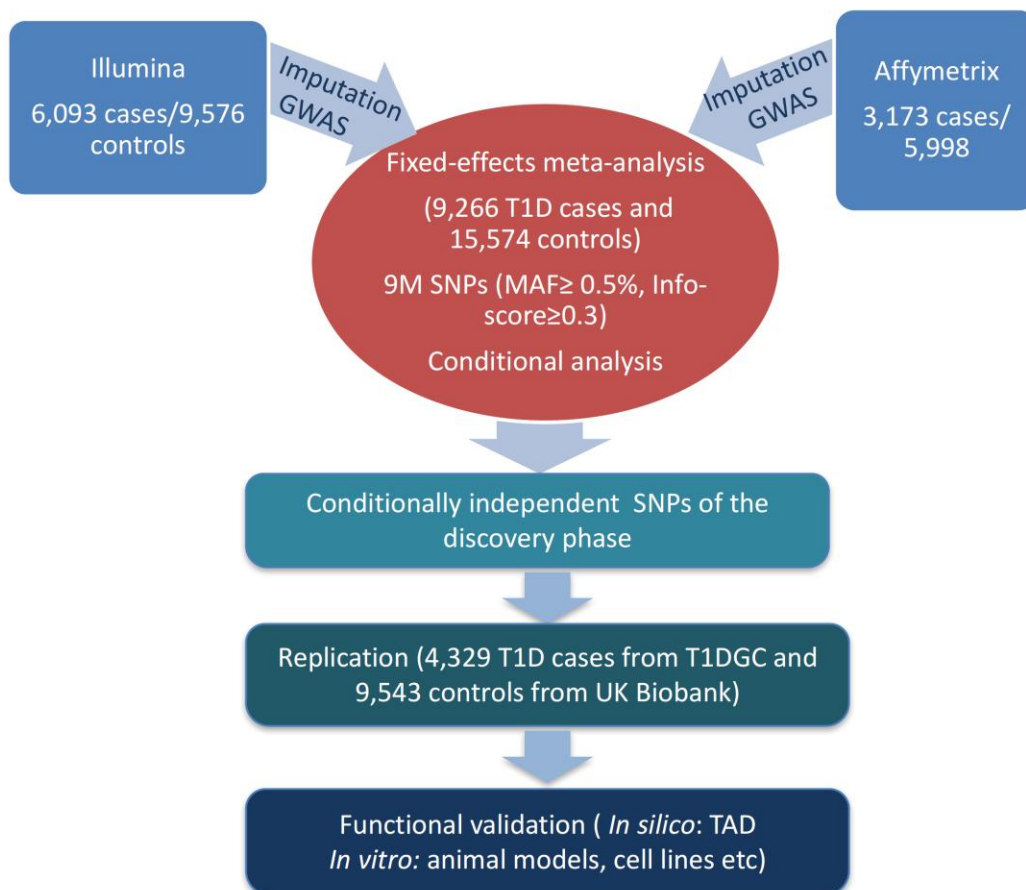 Illumina
6,093 cases/9,576
controls
Imputation
GWAS
Imputation
GWAS
Affymetrix
3,173 cases/
5,998
Fixed-effects meta-analysis
(9,266 T1D cases and
15,574 controls)
9M SNPs (MAF≥ 0.5%, Info-
score≥0.3)
Conditional analysis
Conditionally independent SNPs of the
discovery phase
Replication (4,329 T1D cases from T1DGC and
9,543 controls from UK Biobank)
Functional validation ( In silico: TAD
In vitro: animal models, cell lines etc)